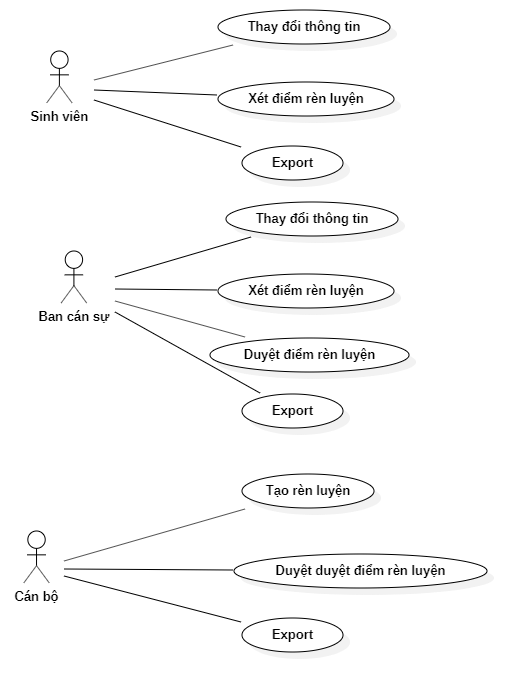 Thay đổi thông tin
Xét điểm rèn luyện
Sinh viên
Export
Thay đổi thông tin
Xét điểm rèn luyện
Ban cán sự
Duyệt điểm rèn luyện
Export
Tạo rèn luyện
Duyệt duyệt điểm rèn luyện
Cán bộ
Export